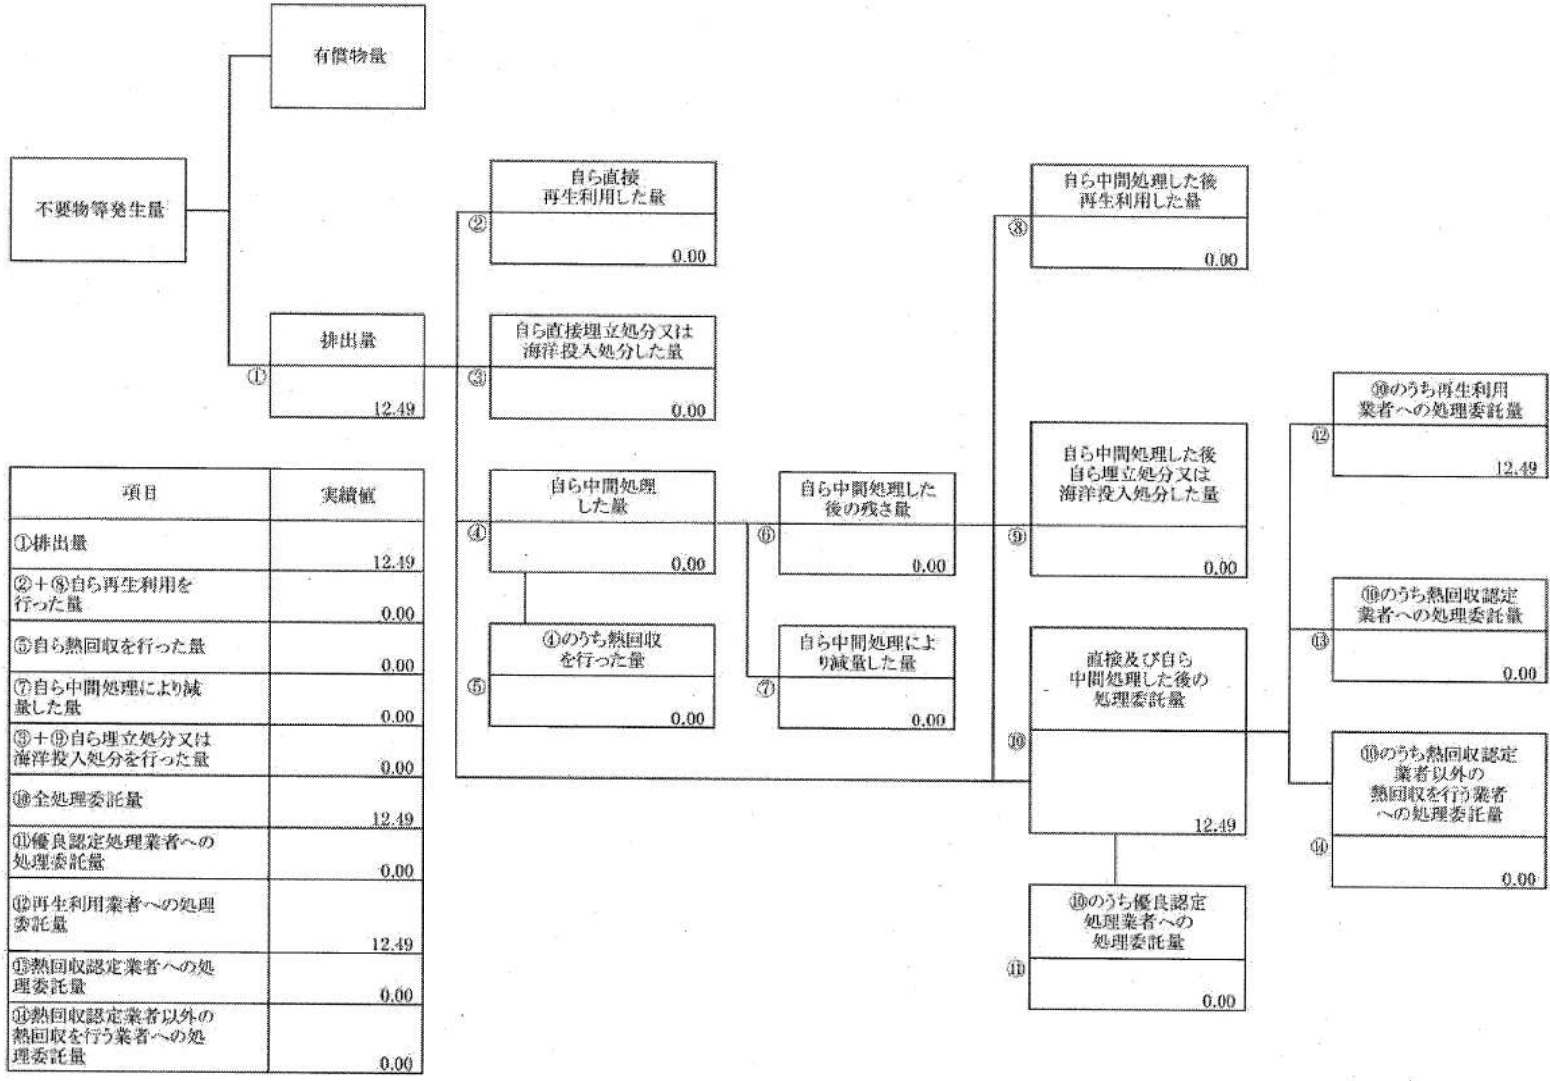 有償物量
不要物等発生量
排出量
①
12.49
自ら直接
再生利用した量
②
0.00
自ら直接埋立処分又は
海洋投入処分した量
③
0.00
自ら中間処理
した量
④
0.00
④のうち熱回収
を行った量
⑤
0.00
自ら中間処理した
後の残さ量
⑥
0.00
自ら中間処理によ
り減量した量
⑦
0.00
自ら中間処理した後
再生利用した量
⑧
0.00
自ら中間処理した後
自ら埋立処分又は
海洋投入処分した量
⑨
0.00
直接及び自ら
中間処理した後の
処理委託量
⑩
12.49
⑩のうち優良認定
処理業者への
処理委託量
⑪
0.00
⑩のうち再生利用
業者への処理委託量
⑫
12.49
⑩のうち熱回収認定
業者への処理委託量
⑬
0.00
⑩のうち熱回収認定
業者以外の
熱回収を行う業者
への処理委託量
⑭
0.00
項目
実績値
①排出量
12.49
②+⑧自ら再生利用を
行った量
0.00
⑤自ら熱回収を行った量
0.00
⑦自ら中間処理により減
量した量
0.00
③+⑨自ら埋立処分又は
海洋投入処分を行った量
0.00
⑩全処理委託量
12.49
⑪優良認定処理業者への
処理委託量
0.00
⑫再生利用業者への処理
委託量
12.49
⑬熱回収認定業者への処
理委託量
0.00
⑭熱回収認定業者以外の
熱回収を行う業者への処
理委託量
0.00